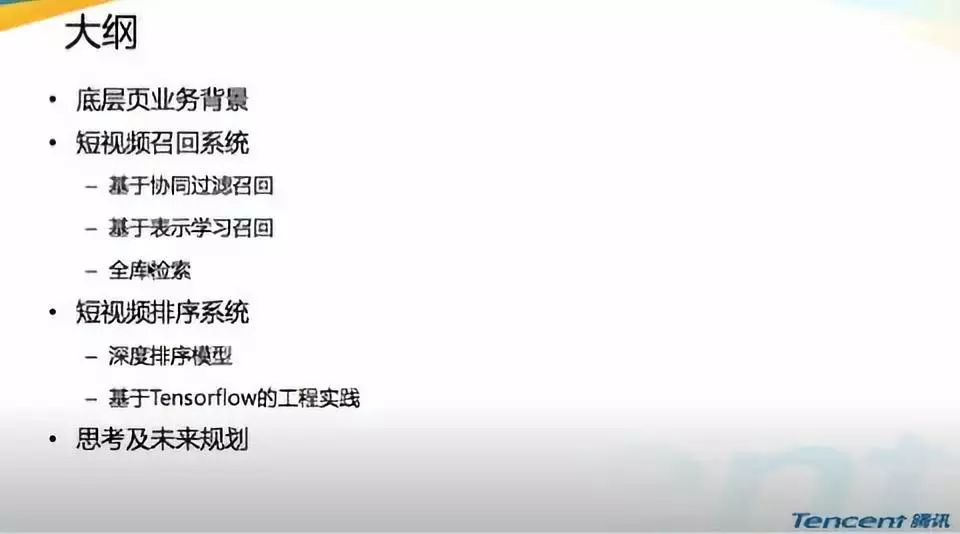 大纲
• 底层页业务背景
• 短视频召回系统
– 基于协同过滤召回
– 基于表示学习召回
– 全库检索
• 短视频排序系统
– 深度排序模型
– 基于Tensorflow的工程实践
• 思考及未来规划
Tencent 腾讯